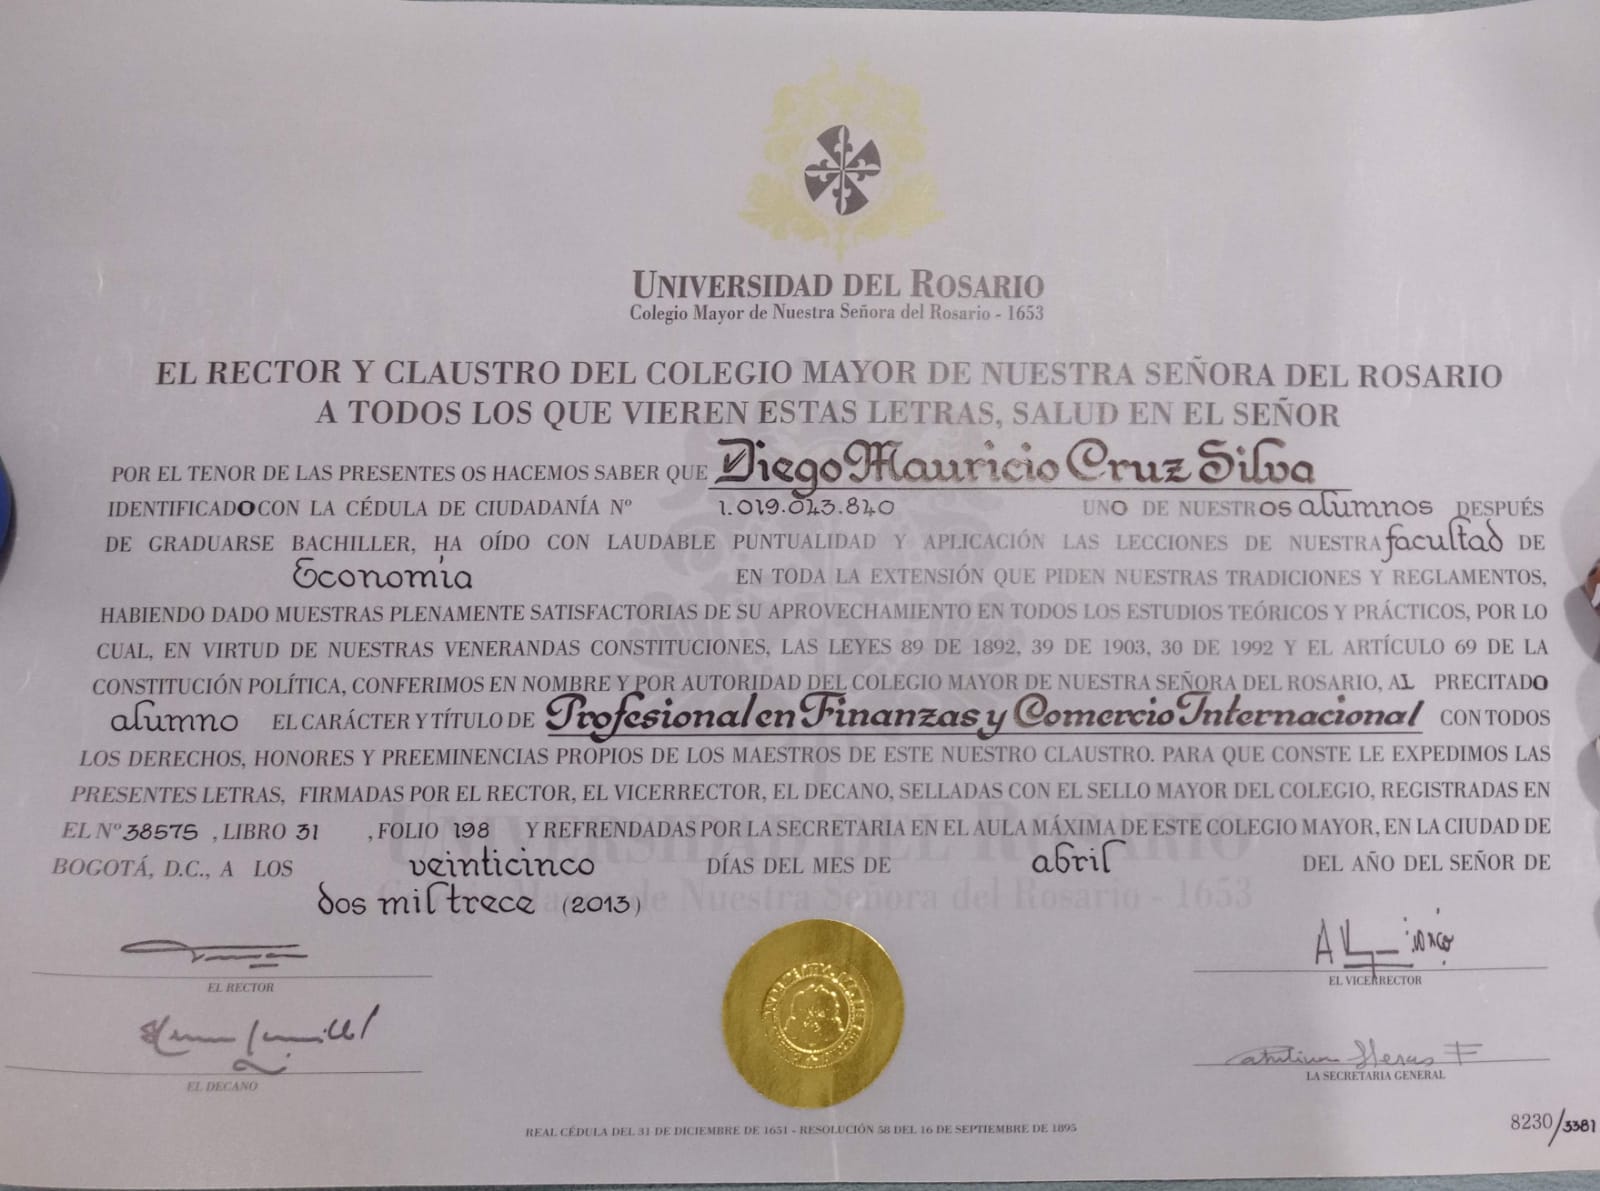 UNIVERSIDAD DEL ROSARIO
Colegio Mayor de Nuestra Señora del Rosario - 1653
EL RECTOR Y CLAUSTRO DEL COLEGIO MAYOR DE NUESTRA SEÑORA DEL ROSARIO
A TODOS LOS QUE VIEREN ESTAS LETRAS, SALUD EN EL SEÑOR
POR EL TENOR DE LAS PRESENTES OS HACEMOS SABER QUE Diego Mauricio Cruz Silva
IDENTIFICADO CON LA CÉDULA DE CIUDADANÍA Nº 1.019.043.840 UNO DE NUESTROS alumnos DESPUÉS
DE GRADUARSE BACHILLER, HA OÍDO CON LAUDABLE PUNTUALIDAD Y APLICACIÓN LAS LECCIONES DE NUESTRA facultad DE
Economía EN TODA LA EXTENSIÓN QUE PIDEN NUESTRAS TRADICIONES Y REGLAMENTOS,
HABIENDO DADO MUESTRAS PLENAMENTE SATISFACTORIAS DE SU APROVECHAMIENTO EN TODOS LOS ESTUDIOS TEÓRICOS Y PRÁCTICOS, POR LO
CUAL, EN VIRTUD DE NUESTRAS VENERANDAS CONSTITUCIONES, LAS LEYES 89 DE 1892, 39 DE 1903, 30 DE 1992 Y EL ARTÍCULO 69 DE LA
CONSTITUCIÓN POLÍTICA, CONFERIMOS EN NOMBRE Y POR AUTORIDAD DEL COLEGIO MAYOR DE NUESTRA SEÑORA DEL ROSARIO, AL PRECITADO
alumno EL CARÁCTER Y TÍTULO DE Profesional en Finanzas y Comercio Internacional CON TODOS
LOS DERECHOS, HONORES Y PREEMINENCIAS PROPIOS DE LOS MAESTROS DE ESTE NUESTRO CLAUSTRO. PARA QUE CONSTE LE EXPEDIMOS LAS
PRESENTES LETRAS, FIRMADAS POR EL RECTOR, EL VICERRECTOR, EL DECANO, SELLADAS CON EL SELLO MAYOR DEL COLEGIO, REGISTRADAS EN
EL Nº 38575 , LIBRO 31 , FOLIO 198 Y REFRENDADAS POR LA SECRETARIA EN EL AULA MÁXIMA DE ESTE COLEGIO MAYOR, EN LA CIUDAD DE
BOGOTÁ, D.C., A LOS veinticinco DÍAS DEL MES DE abril DEL AÑO DEL SEÑOR DE
dos mil trece (2013)
UNIVERSIDAD DEL ROSARIO
Colegio Mayor de Nuestra Señora del Rosario - 1653
EL RECTOR
EL VICERRECTOR
EL DECANO
LA SECRETARIA GENERAL
REAL CÉDULA DEL 31 DE DICIEMBRE DE 1651 - RESOLUCIÓN 58 DEL 16 DE SEPTIEMBRE DE 1895
8230/3381